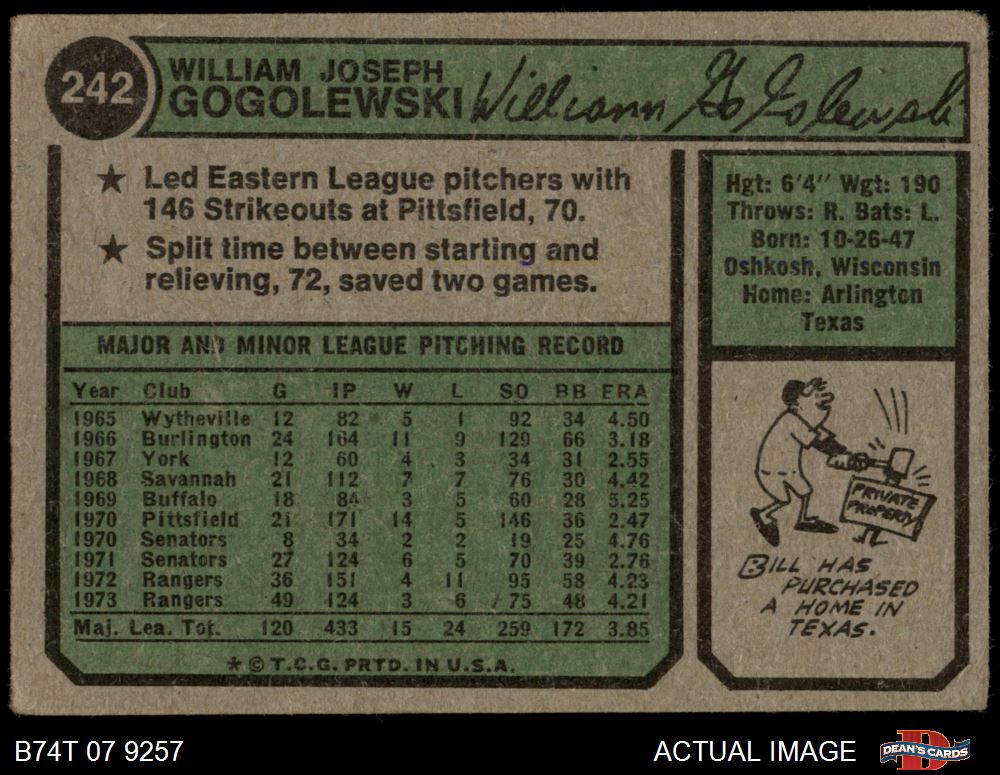 242
WILLIAM JOSEPH
GOGOLEWSKI
William GoGolewski
★ Led Eastern League pitchers with
146 Strikeouts at Pittsfield, 70.
★ Split time between starting and
relieving, 72, saved two games.
Hgt: 6'4" Wgt: 190
Throws: R. Bats: L.
Born: 10-26-47
Oshkosh, Wisconsin
Home: Arlington
Texas
MAJOR AND MINOR LEAGUE PITCHING RECORD
Year Club G IP W L SO BB ERA
1965 Wytheville 12 82 5 1 92 34 4.50
1966 Burlington 24 164 11 9 129 66 3.18
1967 York 12 60 4 3 34 31 2.55
1968 Savannah 21 112 7 7 76 30 4.42
1969 Buffalo 18 84 3 5 60 28 5.25
1970 Pittsfield 21 171 14 5 146 36 2.47
1970 Senators 8 34 2 2 19 25 4.76
1971 Senators 27 124 6 5 70 39 2.76
1972 Rangers 36 151 4 11 95 58 4.23
1973 Rangers 49 124 3 6 75 48 4.21
Maj. Lea. Tot. 120 433 15 24 259 172 3.85
★ © T.C.G. PRTD. IN U.S.A.
PRIVATE
PROPERTY
BILL HAS
PURCHASED
A HOME IN
TEXAS.
B74T 07 9257
ACTUAL IMAGE
DEAN'S CARDS